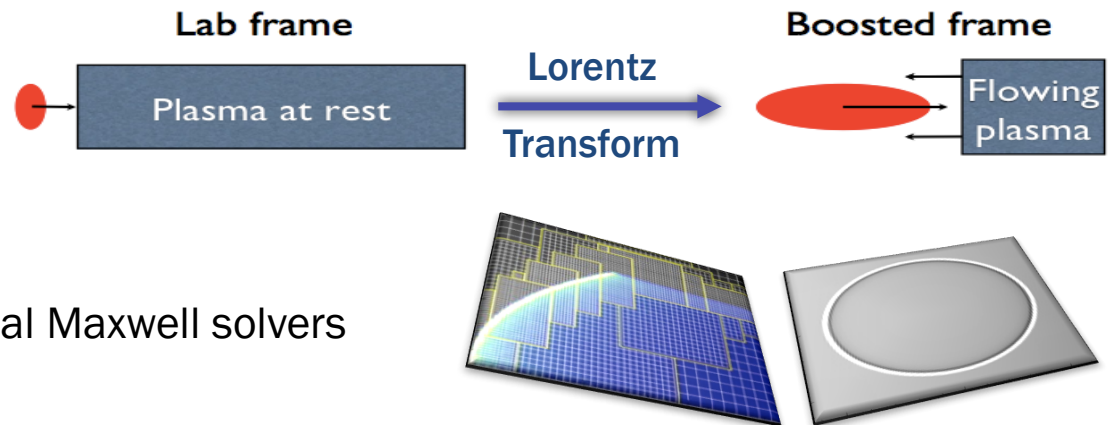 Lab frame
Boosted frame
Plasma at rest
Lorentz
Transform
Flowing
plasma
al Maxwell solvers